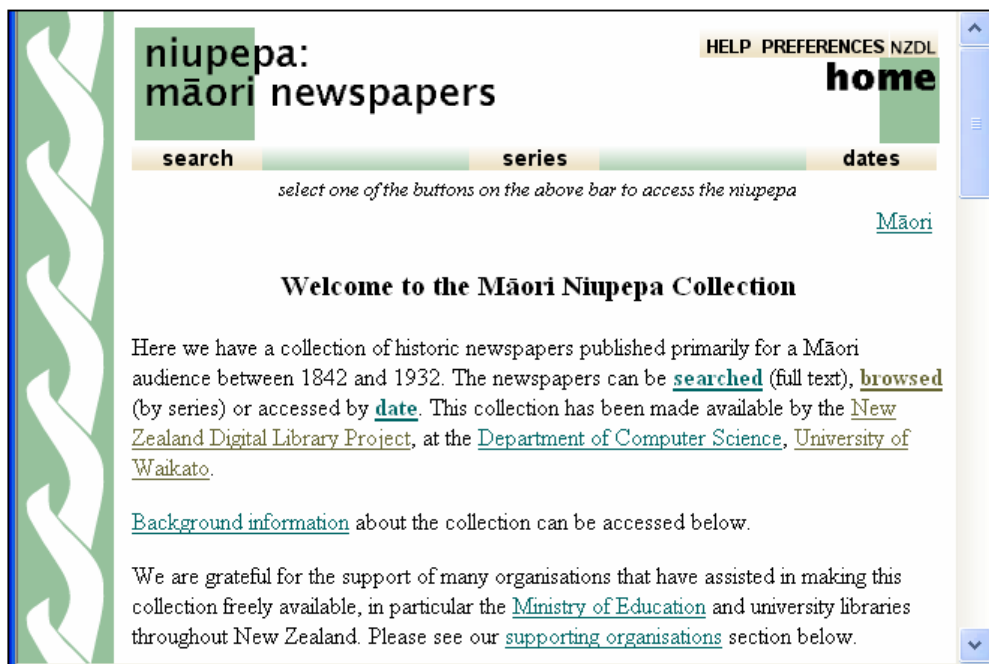 niupepa:
māori newspapers
HELP PREFERENCES NZDL
home
search series dates
select one of the buttons on the above bar to access the niupepa
Māori
Welcome to the Māori Niupepa Collection
Here we have a collection of historic newspapers published primarily for a Māori
audience between 1842 and 1932. The newspapers can be searched (full text), browsed
(by series) or accessed by date. This collection has been made available by the New
Zealand Digital Library Project, at the Department of Computer Science, University of
Waikato.
Background information about the collection can be accessed below.
We are grateful for the support of many organisations that have assisted in making this
collection freely available, in particular the Ministry of Education and university libraries
throughout New Zealand. Please see our supporting organisations section below.